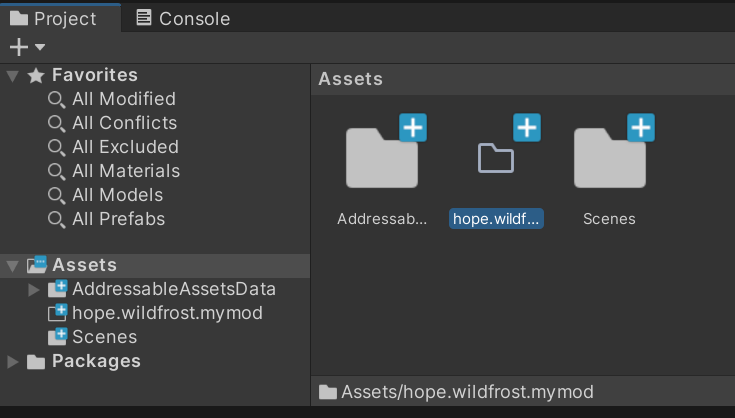 Project
Console
Favorites
All Modified
All Conflicts
All Excluded
All Materials
All Models
All Prefabs
Assets
AddressableAssetsData
hope.wildfrost.mymod
Scenes
Packages
Assets
Addressab...
hope.wildf...
Scenes
Assets/hope.wildfrost.mymod